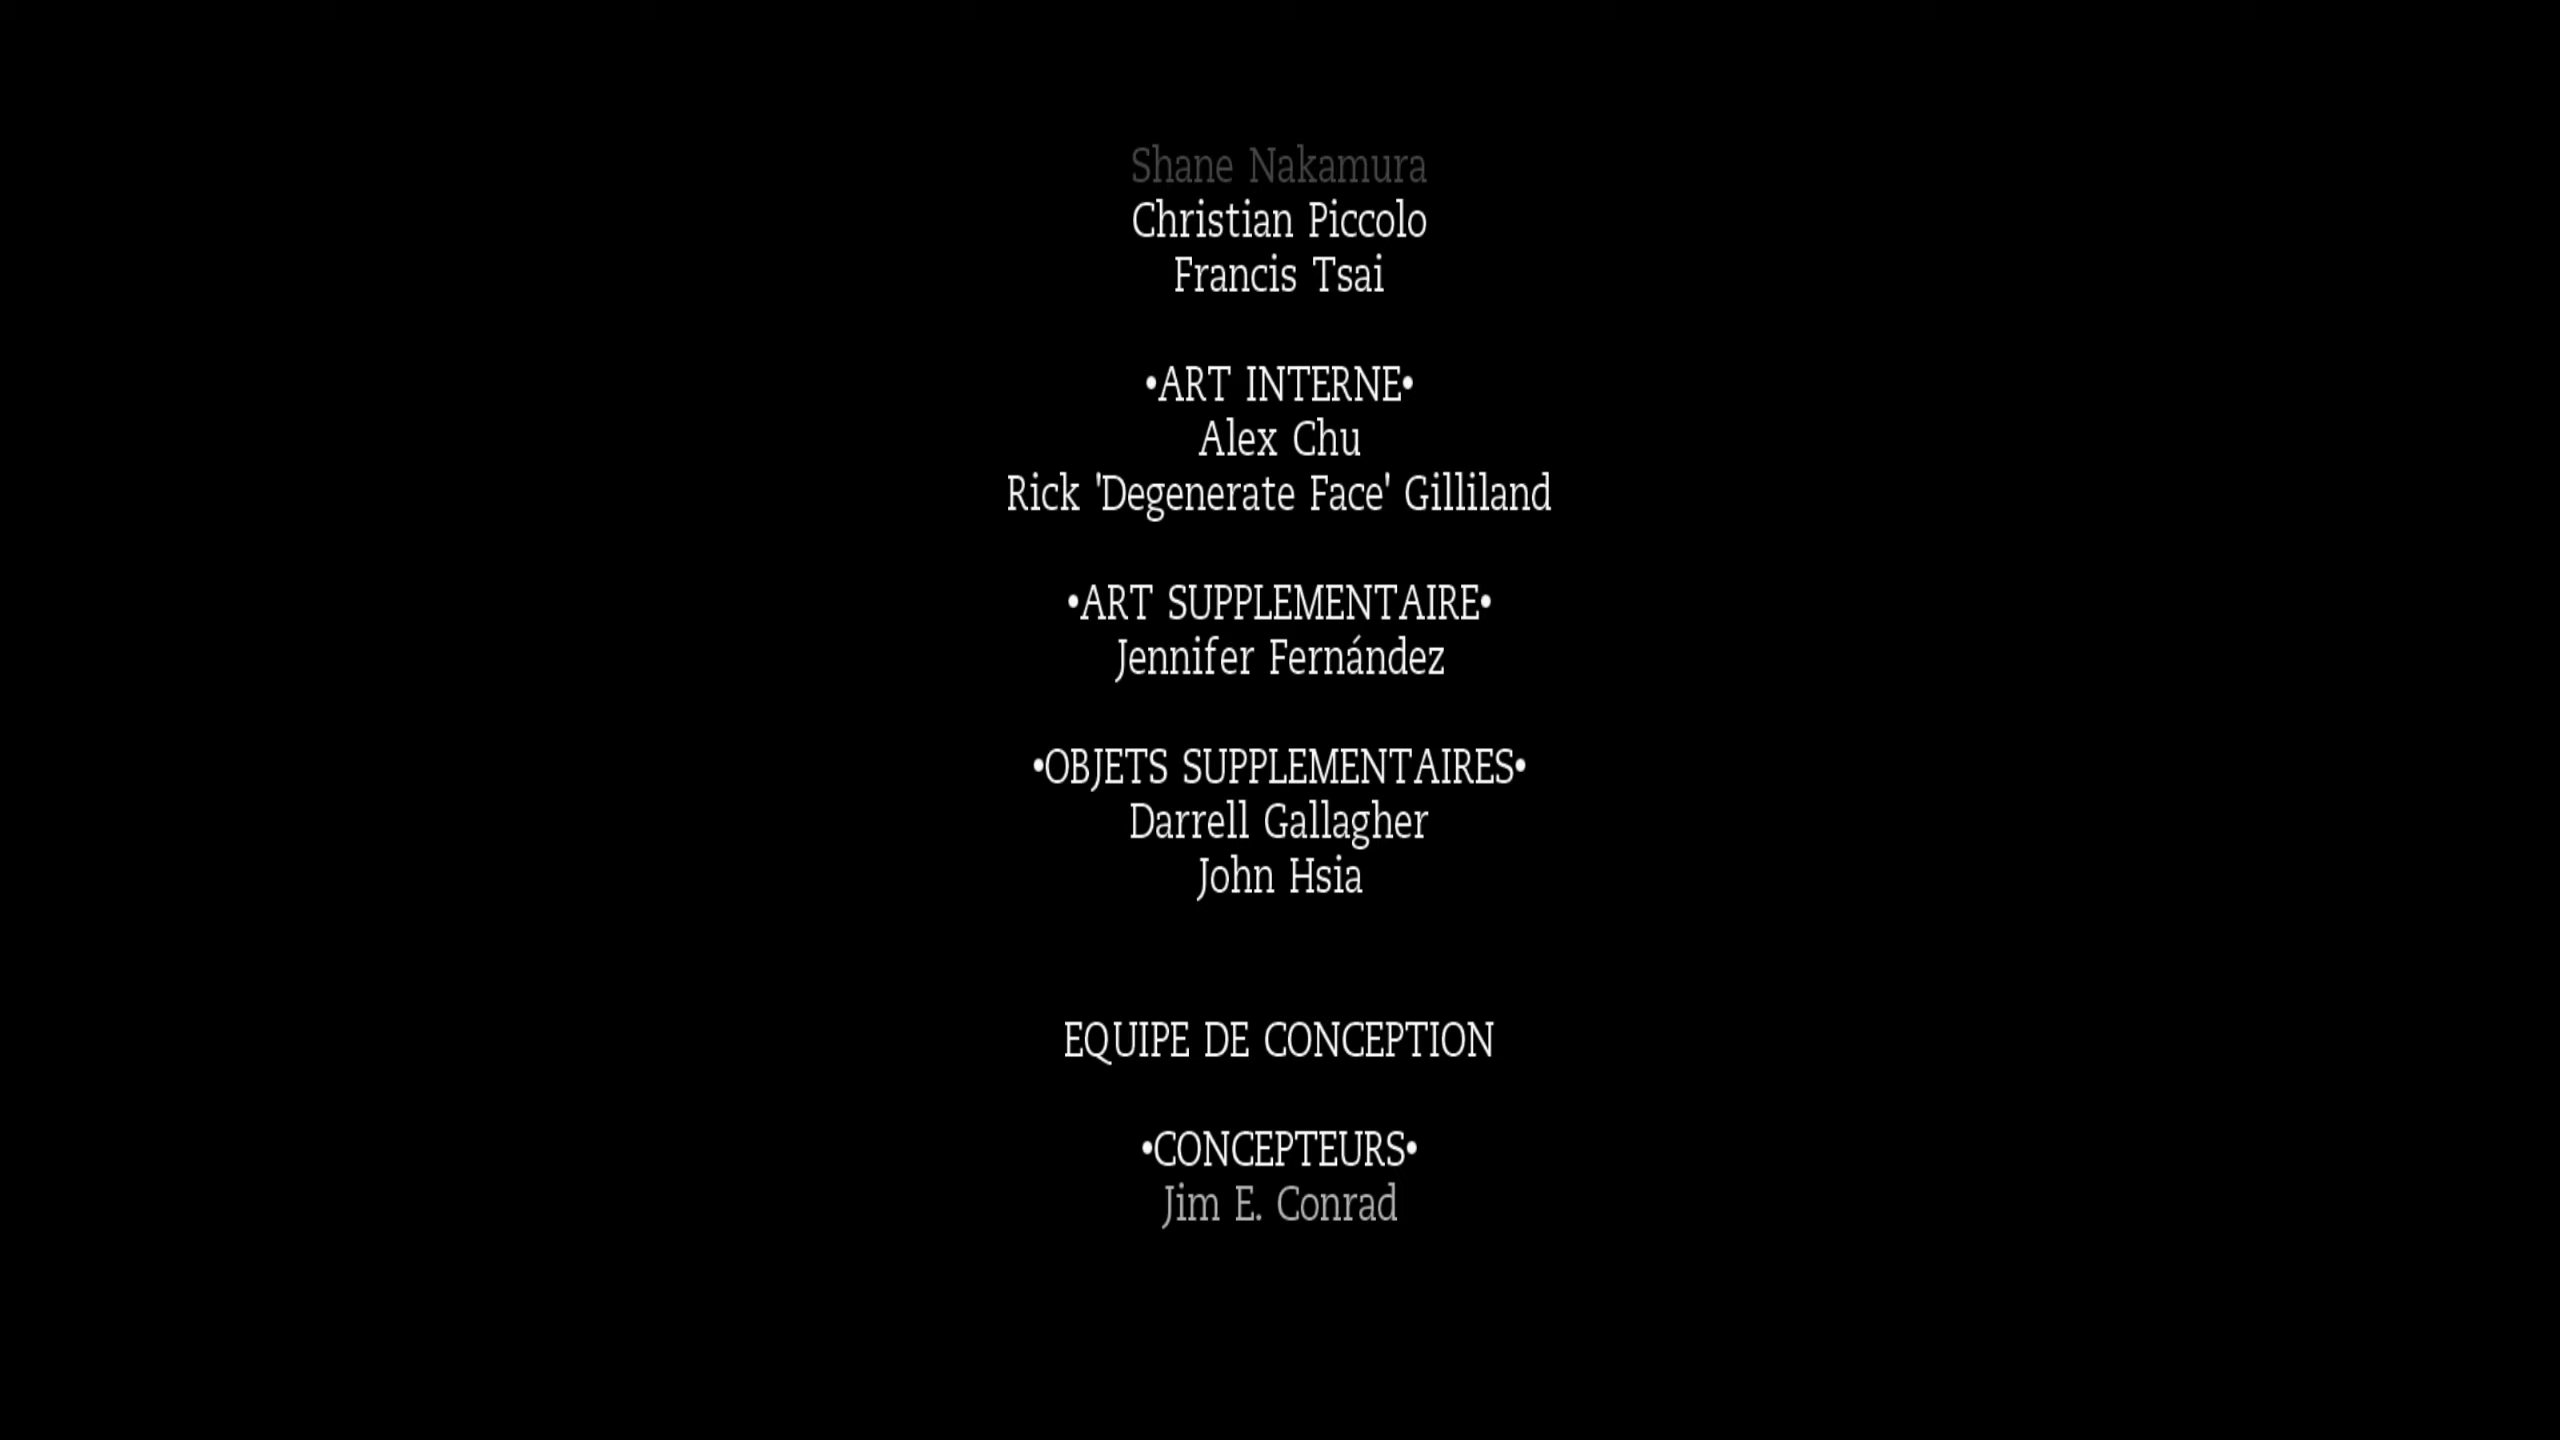 Shane Nakamura
Christian Piccolo
Francis Tsai
•ART INTERNE•
Alex Chu
Rick 'Degenerate Face' Gilliland
•ART SUPPLEMENTAIRE•
Jennifer Fernández
•OBJETS SUPPLEMENTAIRES•
Darrell Gallagher
John Hsia
EQUIPE DE CONCEPTION
•CONCEPTEURS•
Jim E. Conrad